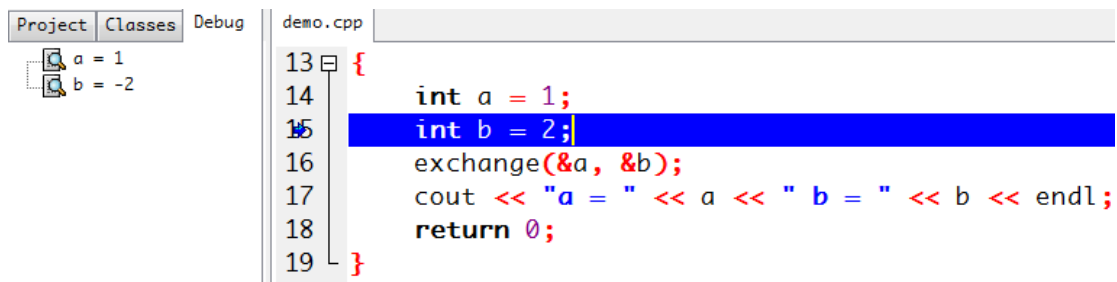 Project Classes Debug
a = 1
b = -2
demo.cpp
13 {
14 int a = 1;
15 int b = 2;
16 exchange(&a, &b);
17 cout << "a = " << a << " b = " << b << endl;
18 return 0;
19 }